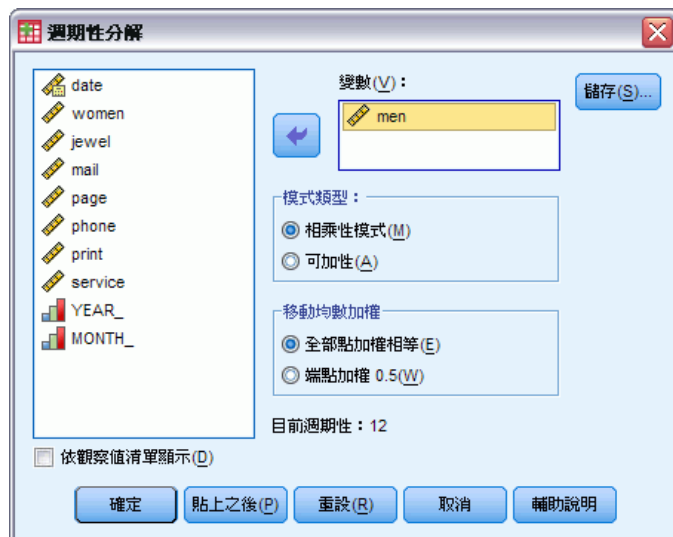 週期性分解
date
women
jewel
mail
page
phone
print
service
YEAR_
MONTH_
依觀察值清單顯示(D)
變數(V)：
men
儲存(S)...
模式類型：
相乘性模式(M)
可加性(A)
移動均數加權
全部點加權相等(E)
端點加權 0.5(W)
目前週期性：12
確定
貼上之後(P)
重設(R)
取消
輔助說明